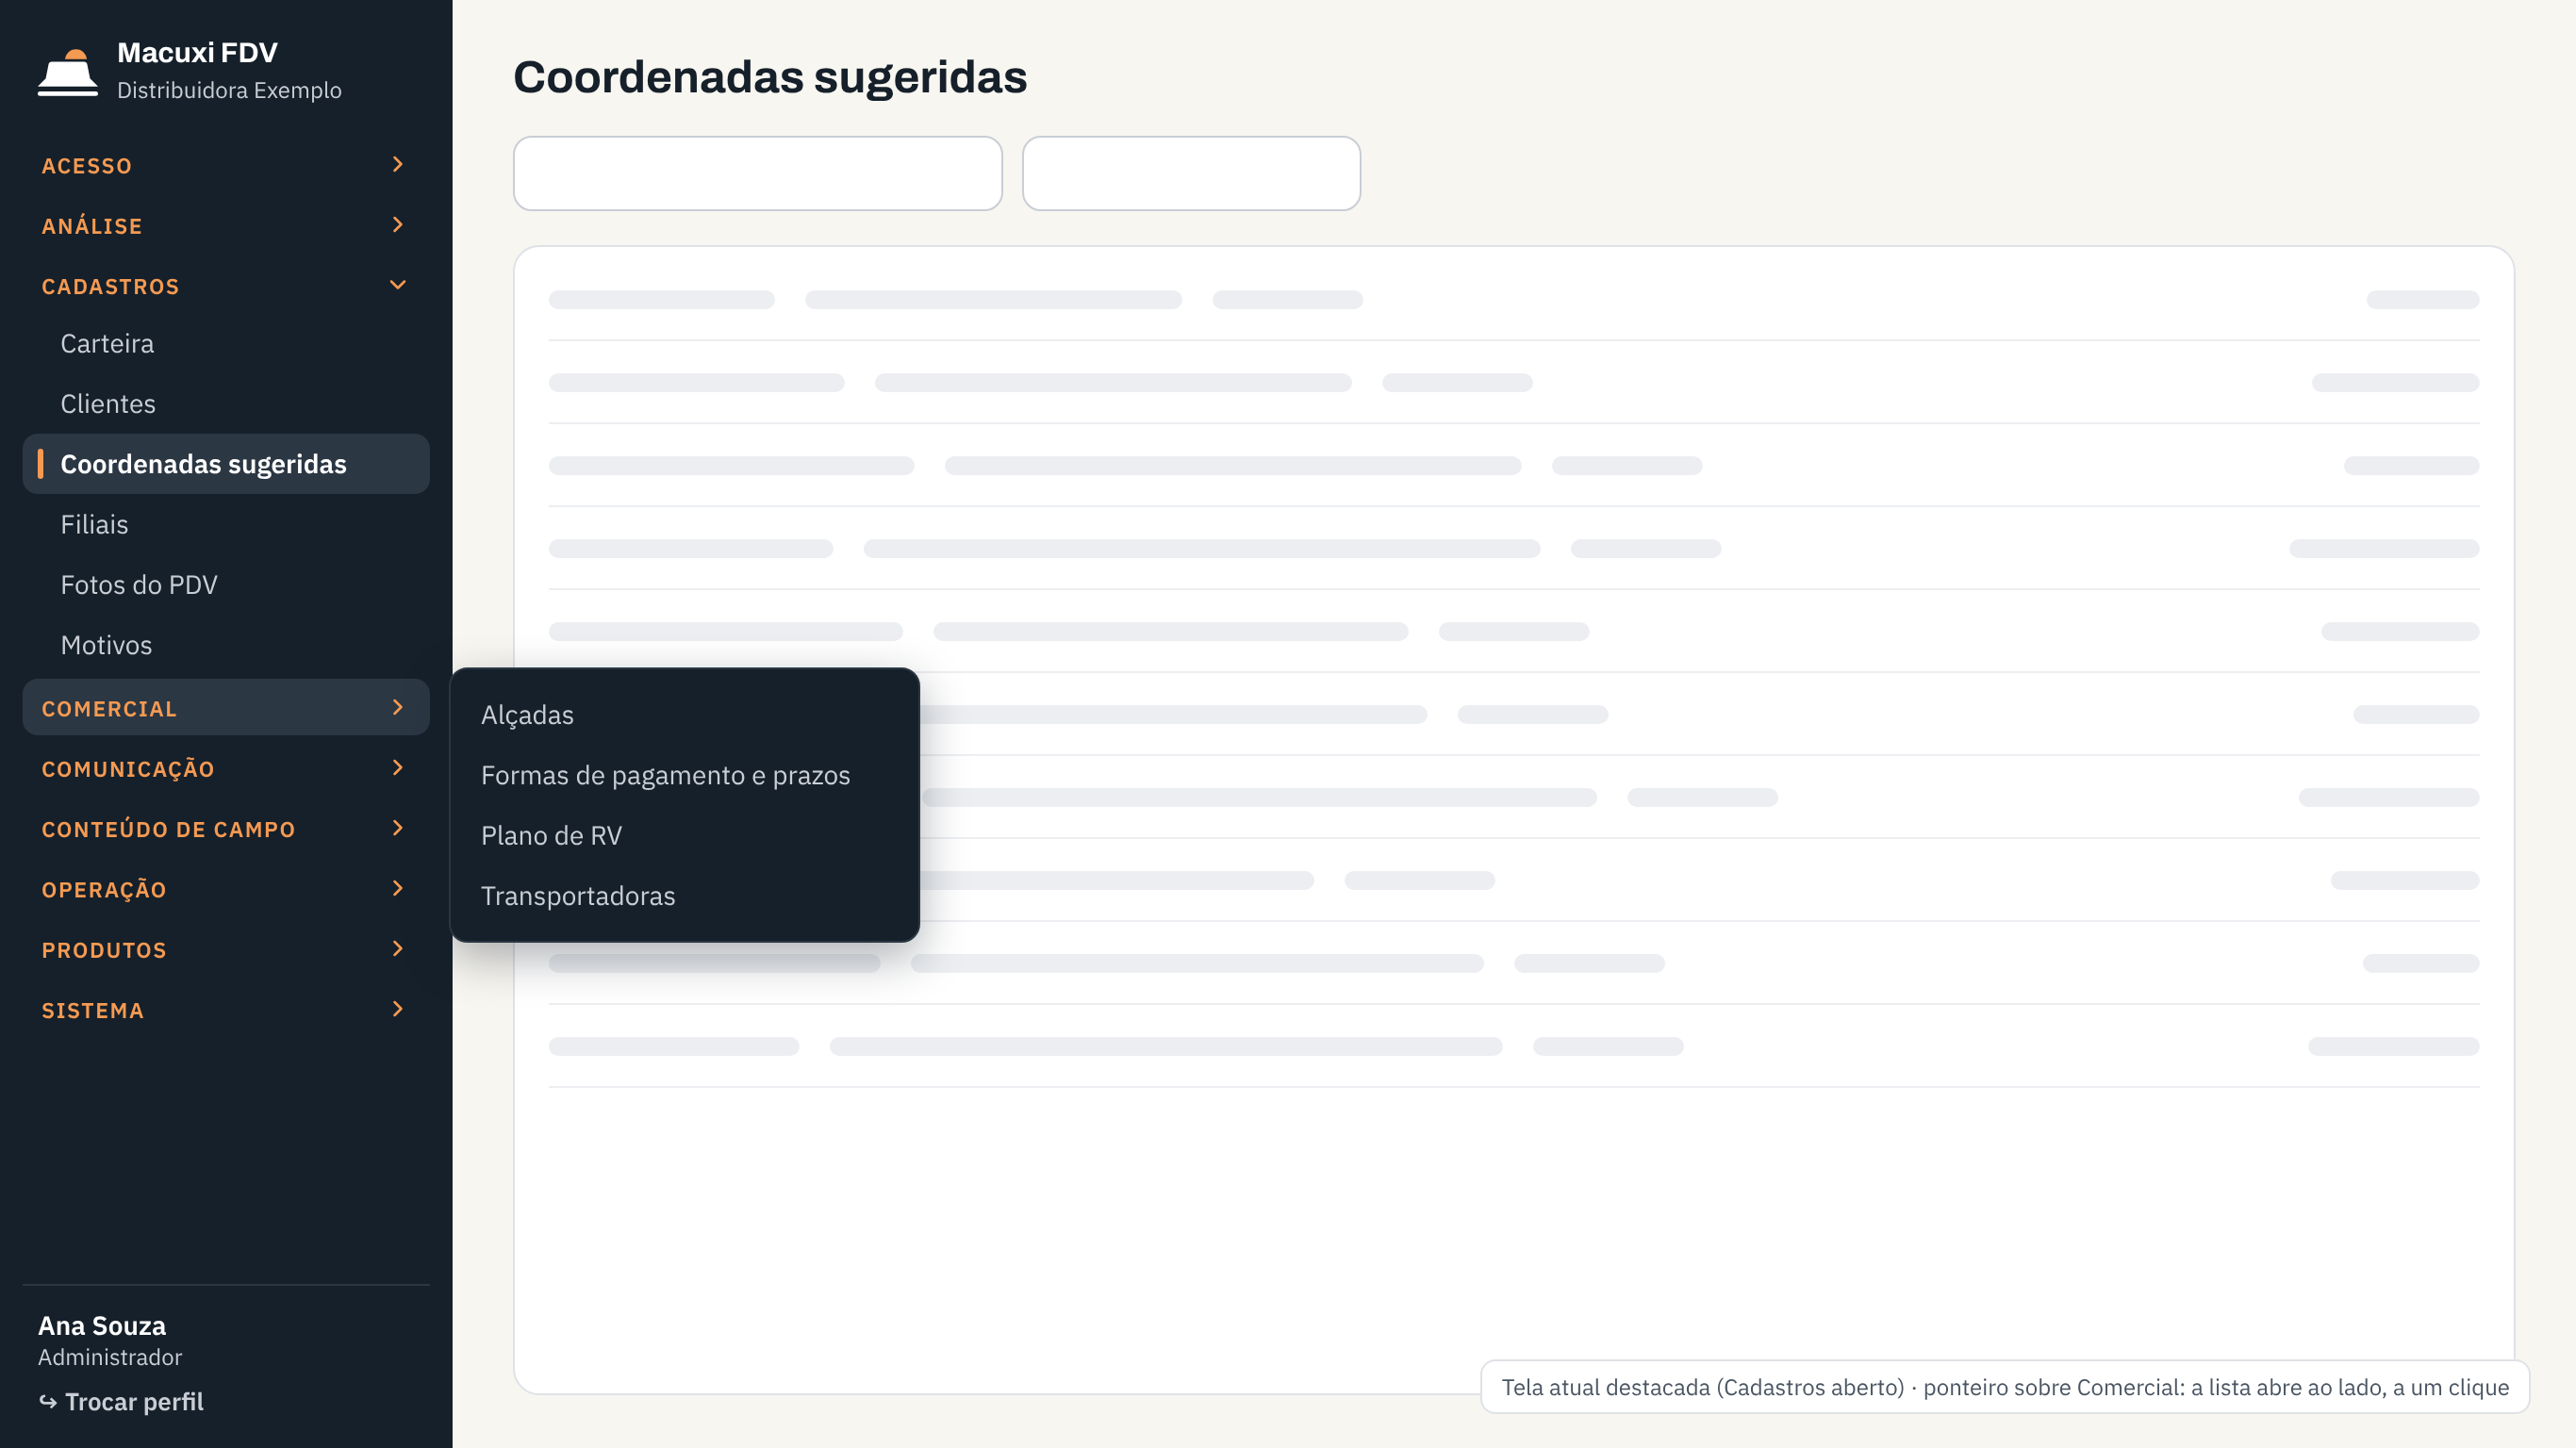 Macuxi FDV
Distribuidora Exemplo
ACESSO
ANÁLISE
CADASTROS
Carteira
Clientes
Coordenadas sugeridas
Filiais
Fotos do PDV
Motivos
COMERCIAL
COMUNICAÇÃO
CONTEÚDO DE CAMPO
OPERAÇÃO
PRODUTOS
SISTEMA
Ana Souza
Administrador
↪ Trocar perfil
Coordenadas sugeridas
Alçadas
Formas de pagamento e prazos
Plano de RV
Transportadoras
Tela atual destacada (Cadastros aberto) · ponteiro sobre Comercial: a lista abre ao lado, a um clique